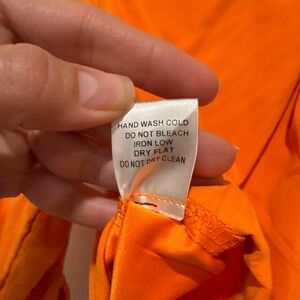 HAND WASH COLD
DO NOT BLEACH
IRON LOW
DRY FLAT
DO NOT DRY CLEAN